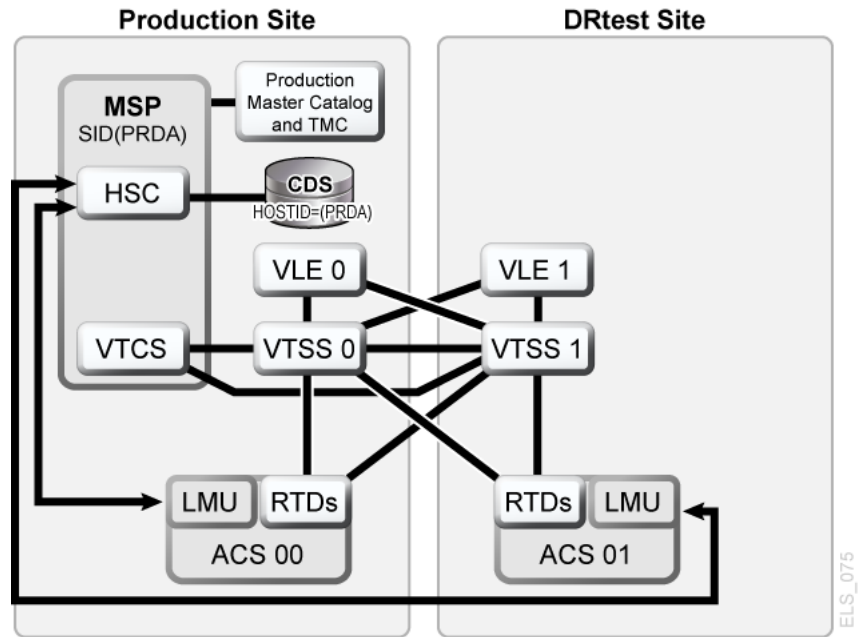 Production Site
DRtest Site
MSP
SID(PRDA)
Production
Master Catalog
and TMC
HSC
CDS
HOSTID=(PRDA)
VLE 0
VLE 1
VTCS
VTSS 0
VTSS 1
LMU
RTDs
ACS 00
RTDs
LMU
ACS 01
ELS_075